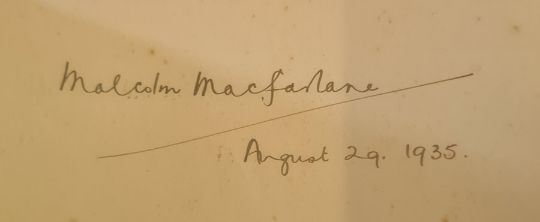 Malcolm Macfarlane
August 29. 1935.